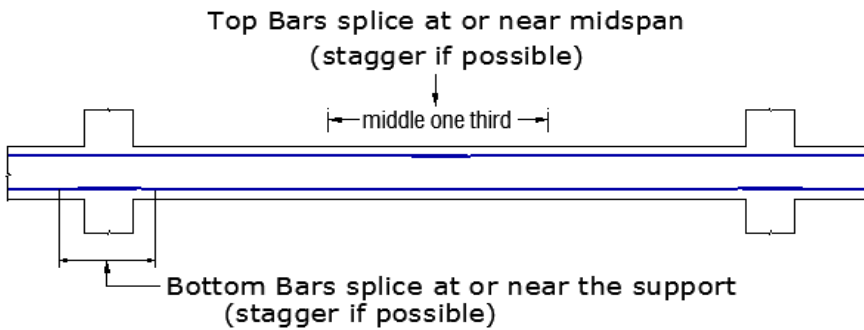 Top Bars splice at or near midspan
(stagger if possible)
middle one third
Bottom Bars splice at or near the support
(stagger if possible)